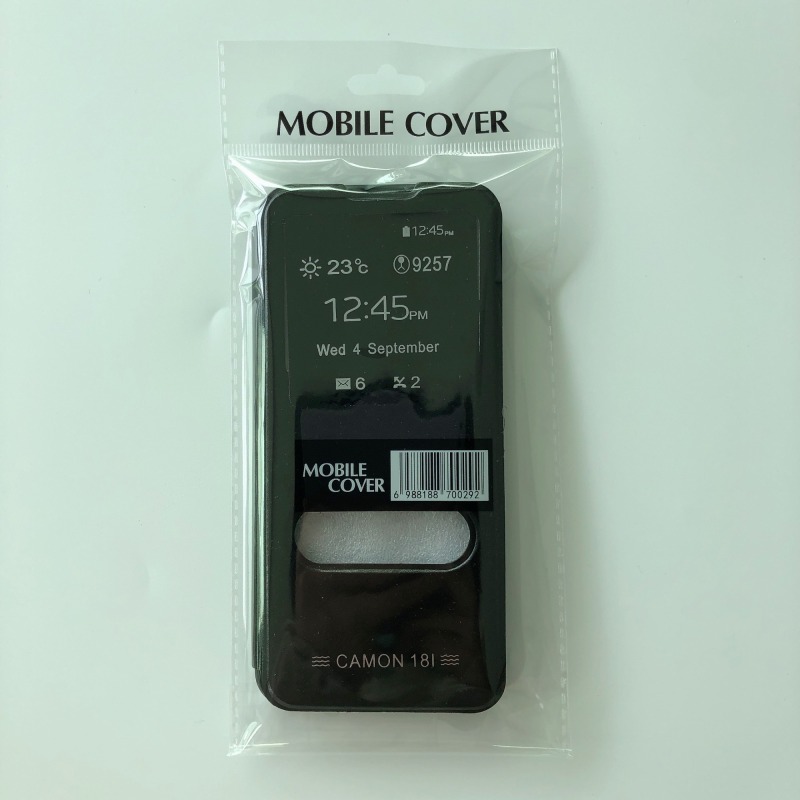 MOBILE COVER
12:45PM
23°c 9257
12:45PM
Wed 4 September
6 2
MOBILE
COVER
6 988188 700292
CAMON 18I